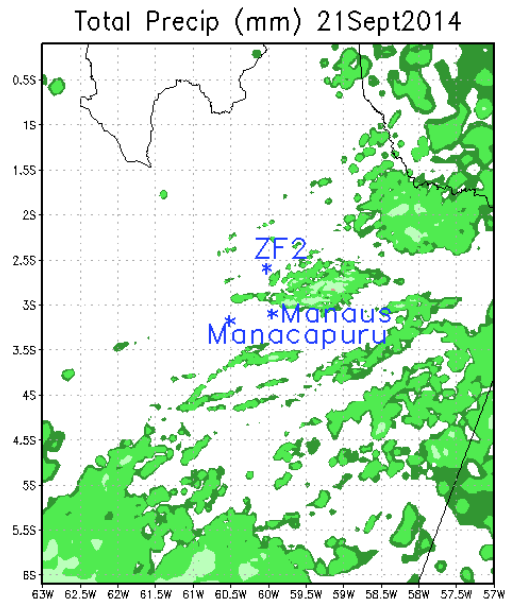 Total Precip (mm) 21Sept2014
0.5S
1S
1.5S
2S
2.5S
ZF2
*
3S
*Manaus
*
Manacapuru
3.5S
4S
4.5S
5S
5.5S
6S
63W 62.5W 62W 61.5W 61W 60.5W 60W 59.5W 59W 58.5W 58W 57.5W 57W